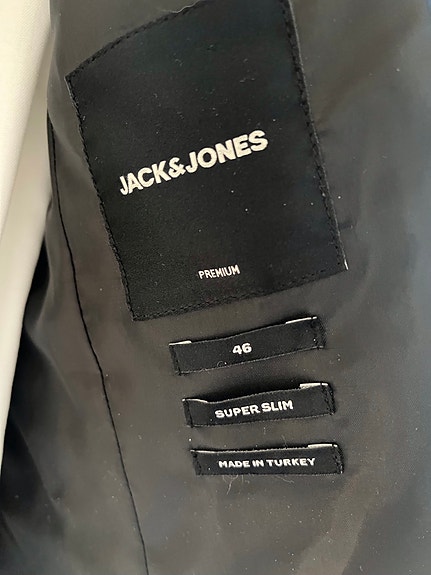 JACK&JONES
PREMIUM
46
SUPER SLIM
MADE IN TURKEY